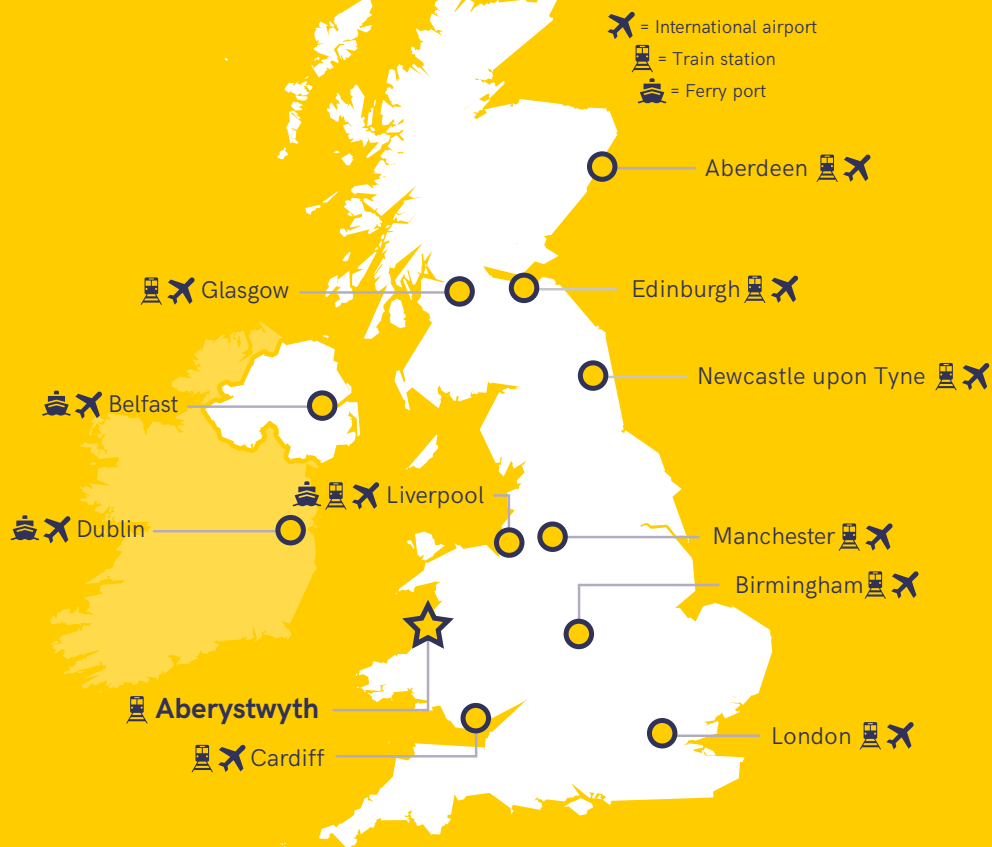 = International airport
= Train station
= Ferry port
Aberdeen
Glasgow
Edinburgh
Newcastle upon Tyne
Belfast
Liverpool
Dublin
Manchester
Birmingham
Aberystwyth
London
Cardiff